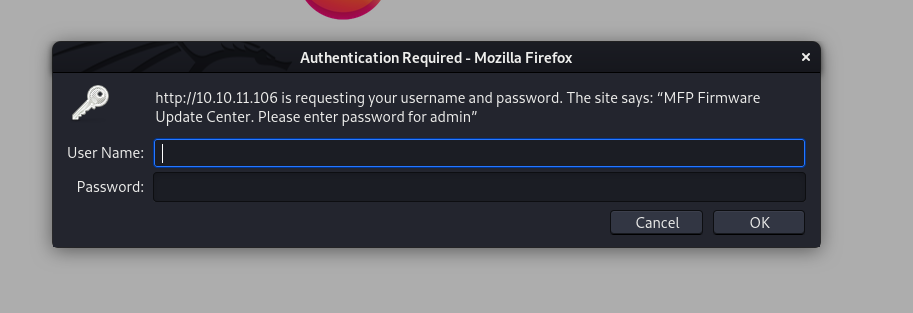 Authentication Required - Mozilla Firefox
×
http://10.10.11.106 is requesting your username and password. The site says: “MFP Firmware
Update Center. Please enter password for admin”
User Name:
Password:
Cancel OK